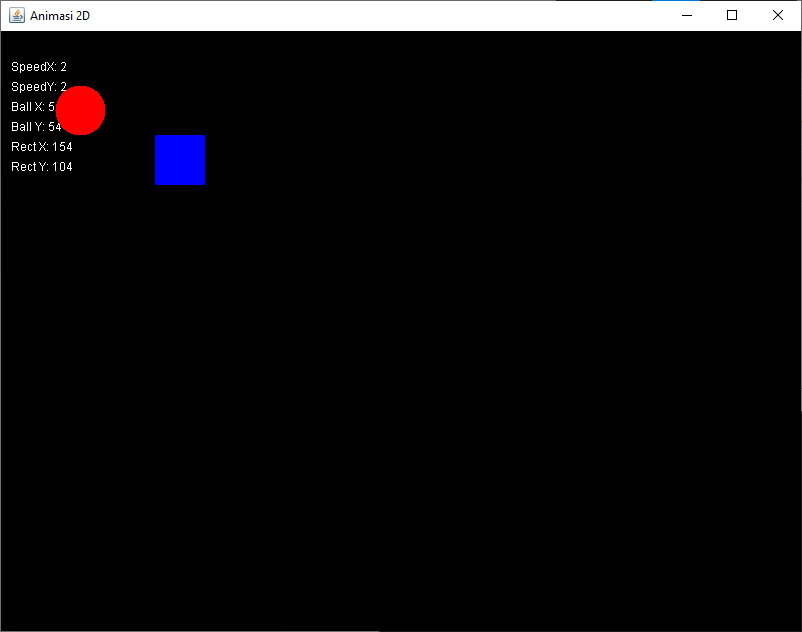 Animasi 2D
SpeedX: 2
SpeedY: 2
Ball X: 5
Ball Y: 54
Rect X: 154
Rect Y: 104